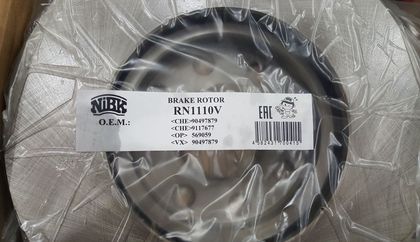 NiBK
O.E.M.:
BRAKE ROTOR
RN1110V
<CHE>90497879
<CHE>9117677
<OP> 569059
<VX> 90497879
EAC